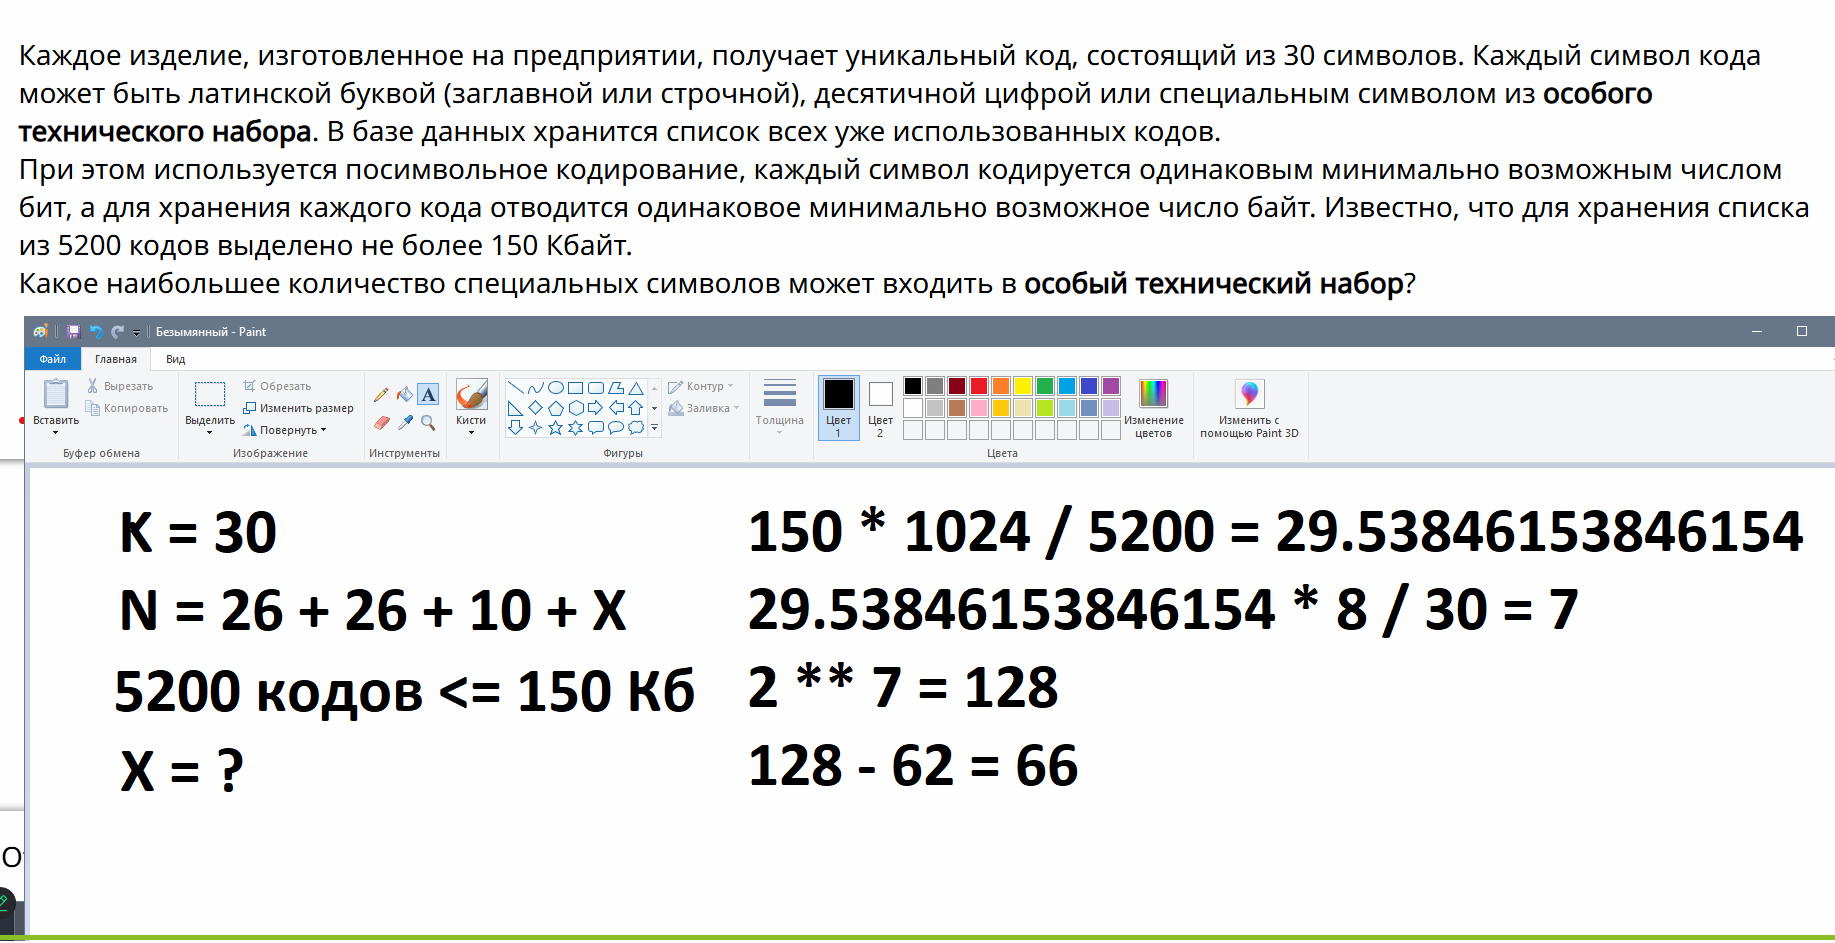 Каждое изделие, изготовленное на предприятии, получает уникальный код, состоящий из 30 символов. Каждый символ кода
может быть латинской буквой (заглавной или строчной), десятичной цифрой или специальным символом из особого
технического набора. В базе данных хранится список всех уже использованных кодов.
При этом используется посимвольное кодирование, каждый символ кодируется одинаковым минимально возможным числом
бит, а для хранения каждого кода отводится одинаковое минимально возможное число байт. Известно, что для хранения списка
из 5200 кодов выделено не более 150 Кбайт.
Какое наибольшее количество специальных символов может входить в особый технический набор?
Безымянный - Paint
Файл Главная Вид
Вставить
Вырезать
Копировать
Буфер обмена
Выделить
Обрезать
Изменить размер
Повернуть
Изображение
A
Инструменты
Кисти
Контур
Заливка
Фигуры
Толщина
Цвет
1
Цвет
2
Изменение
цветов
Цвета
Изменить с
помощью Paint 3D
K = 30
N = 26 + 26 + 10 + X
5200 кодов <= 150 Кб
X = ?
150 * 1024 / 5200 = 29.53846153846154
29.53846153846154 * 8 / 30 = 7
2 ** 7 = 128
128 - 62 = 66